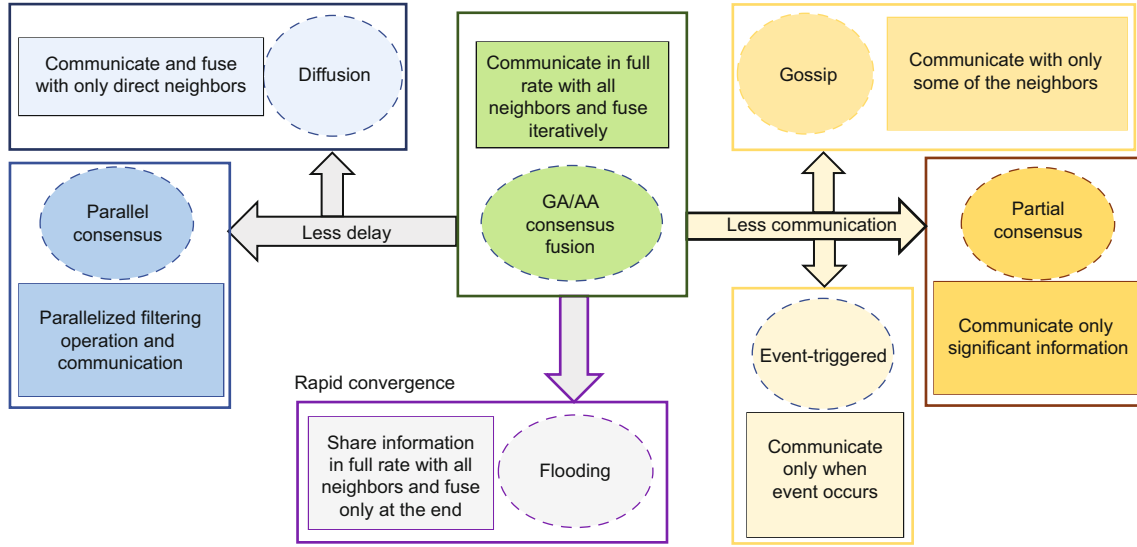 Communicate and fuse
with only direct neighbors
Diffusion
Communicate in full
rate with all
neighbors and fuse
iteratively
Gossip
Communicate with only
some of the neighbors
Parallel
consensus
Less delay
GA/AA
consensus
fusion
Less communication
Partial
consensus
Parallelized filtering
operation and
communication
Communicate only
significant information
Event-triggered
Rapid convergence
Share information
in full rate with all
neighbors and fuse
only at the end
Flooding
Communicate
only when
event occurs